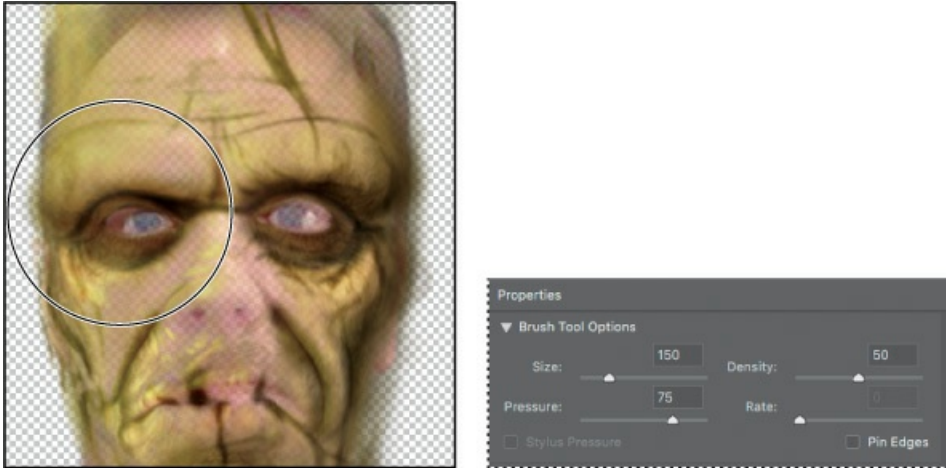 Properties
Brush Tool Options
Size: 150 Density: 50
Pressure: 75 Rate: 0
Stylus Pressure Pin Edges